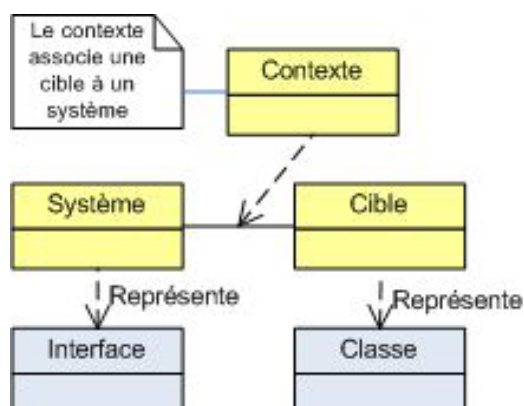 Le contexte
associe une
cible à un
système
Contexte
Système
Cible
Représente
Représente
Interface
Classe